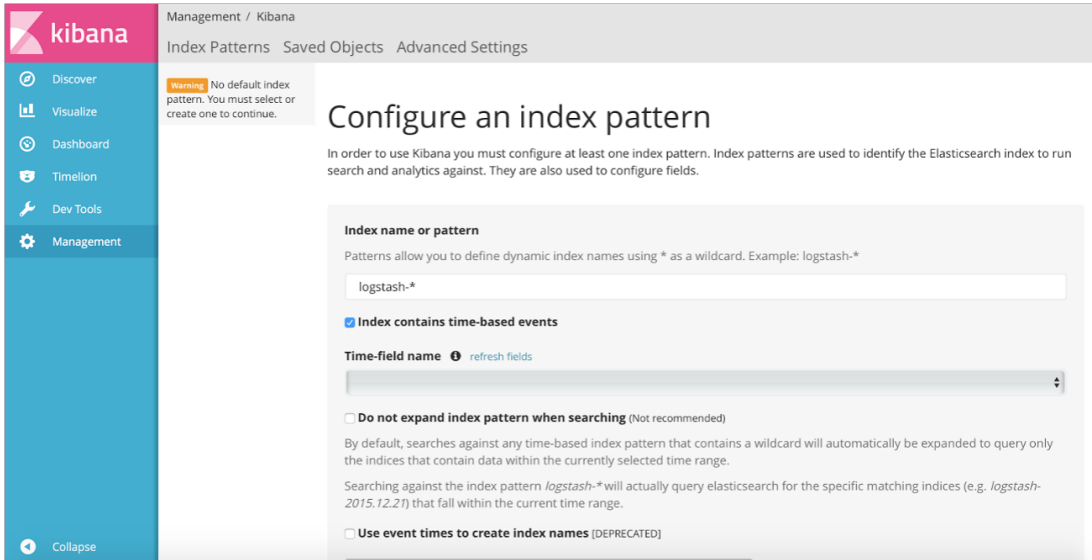 kibana
Discover
Visualize
Dashboard
Timelion
Dev Tools
Management
Collapse
Management / Kibana
Index Patterns Saved Objects Advanced Settings
Warning No default index
pattern. You must select or
create one to continue.
Configure an index pattern
In order to use Kibana you must configure at least one index pattern. Index patterns are used to identify the Elasticsearch index to run
search and analytics against. They are also used to configure fields.
Index name or pattern
Patterns allow you to define dynamic index names using * as a wildcard. Example: logstash-*
logstash-*
Index contains time-based events
Time-field name refresh fields
Do not expand index pattern when searching (Not recommended)
By default, searches against any time-based index pattern that contains a wildcard will automatically be expanded to query only
the indices that contain data within the currently selected time range.
Searching against the index pattern logstash-* will actually query elasticsearch for the specific matching indices (e.g. logstash-
2015.12.21) that fall within the current time range.
Use event times to create index names [DEPRECATED]